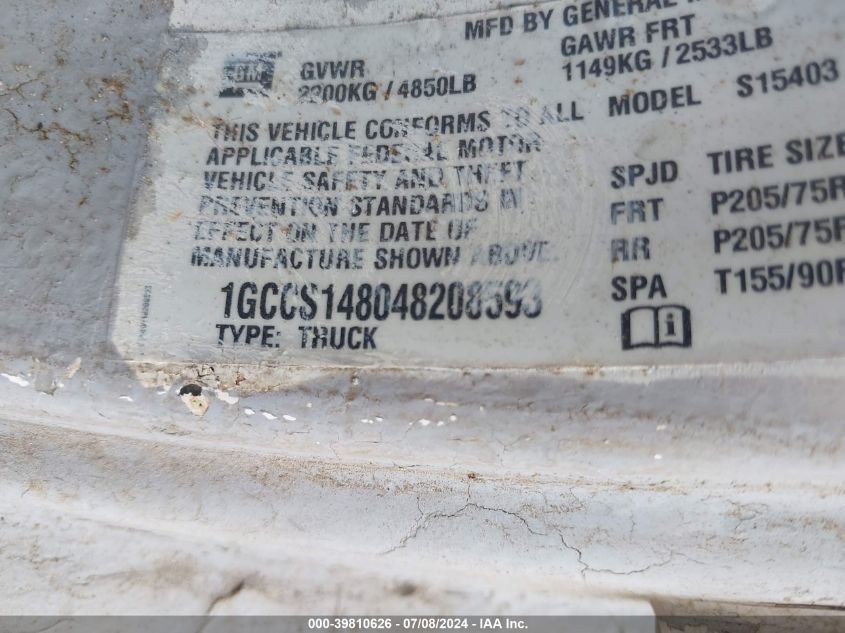 MFD BY GENERAL
GM GVWR GAWR FRT
2200KG / 4850LB 1149KG / 2533LB
THIS VEHICLE CONFORMS TO ALL MODEL S15403
APPLICABLE FEDERAL MOTOR
VEHICLE SAFETY AND THEFT SPJD TIRE SIZE
PREVENTION STANDARDS IN FRT P205/75R
EFFECT ON THE DATE OF RR P205/75R
MANUFACTURE SHOWN ABOVE. SPA T155/90R
1GCCS148048208593
TYPE: TRUCK
000-39810626 - 07/08/2024 - IAA Inc.